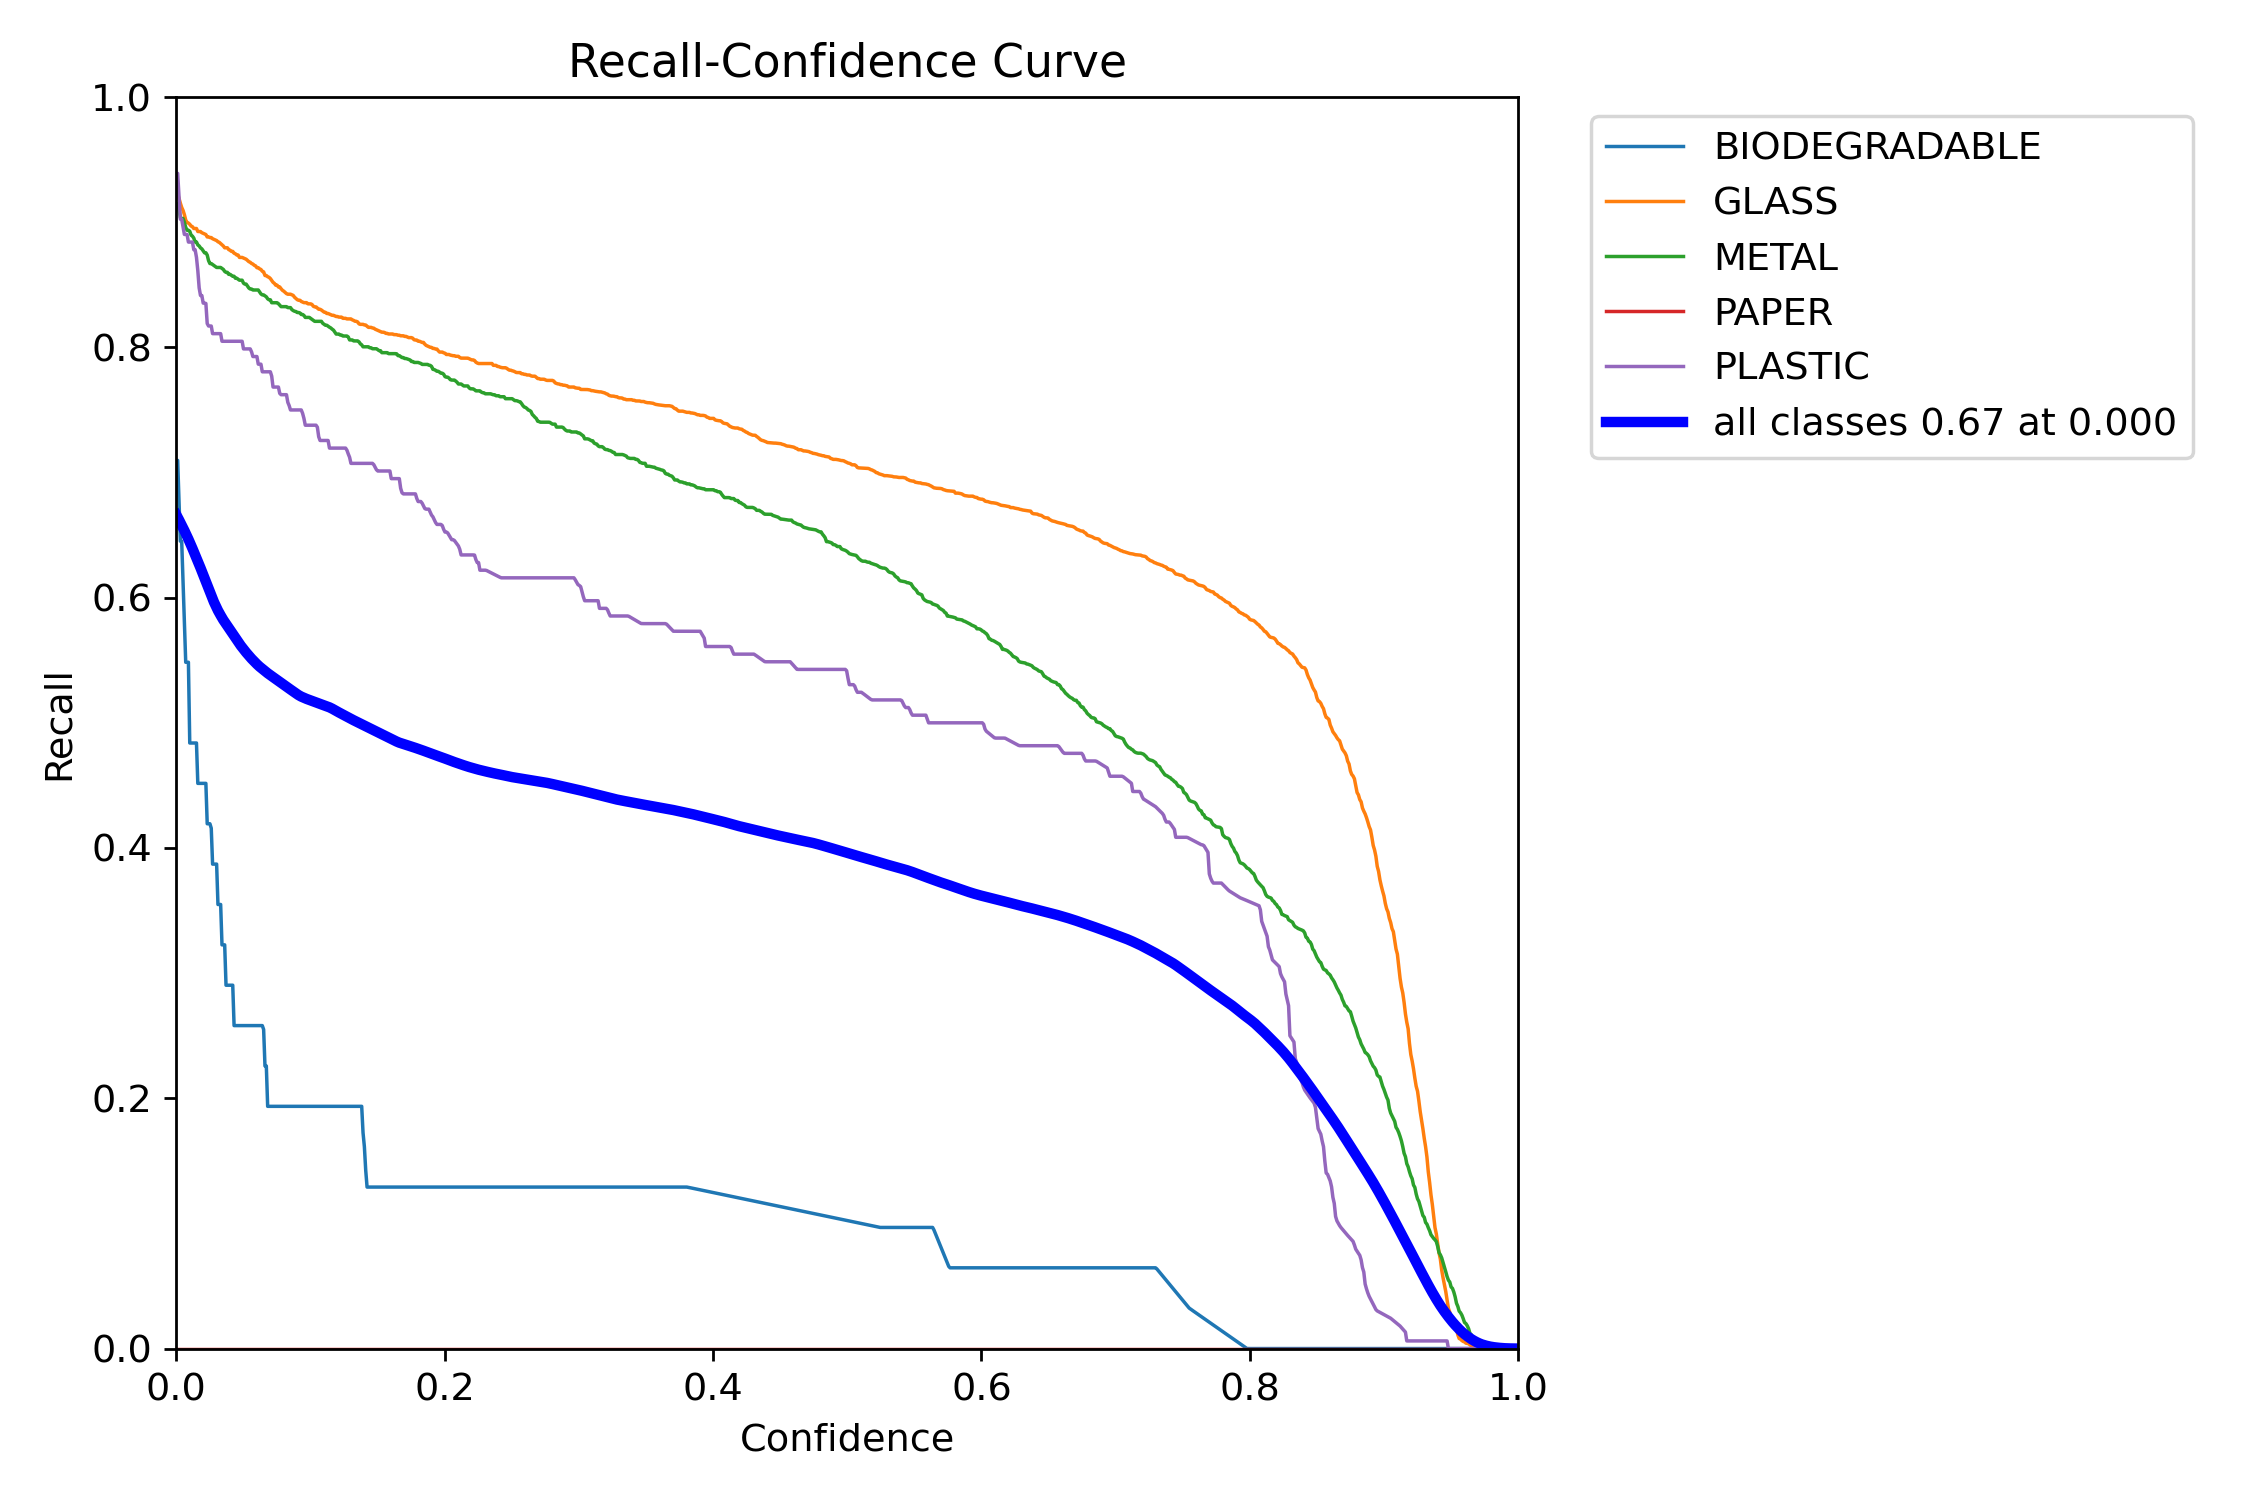 Recall-Confidence Curve
1.0
0.8
0.6
0.4
0.2
0.0
Recall
0.0 0.2 0.4 0.6 0.8 1.0
Confidence
BIODEGRADABLE
GLASS
METAL
PAPER
PLASTIC
all classes 0.67 at 0.000